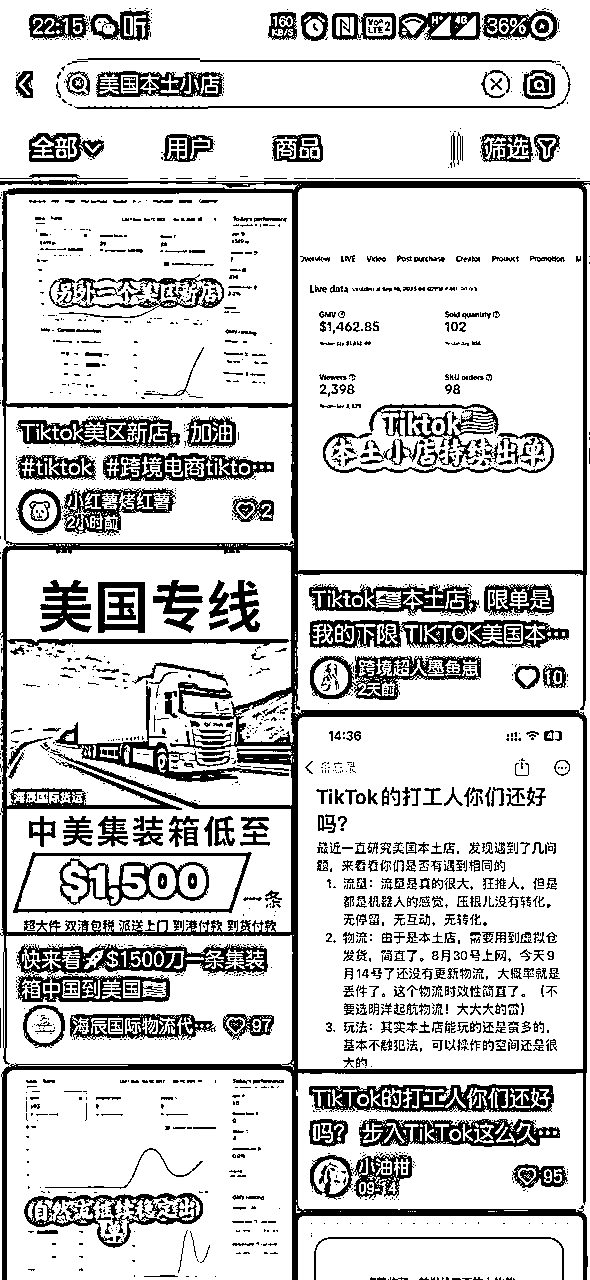 22:15
听
160 KB/S
36%
美国本土小店
全部
用户
商品
筛选
Today's performance
另外三个美区新店
Tiktok美区新店，加油
#tiktok #跨境电商tikto…
小红薯烤红薯
2小时前
2
Overview LIVE Video Post purchase Creator Product Promotion M
Live data
GMV
Sold quantity
$1,462.85
102
Viewers
SKU orders
2,398
98
Tiktok
本土小店持续出单
Tiktok本土店，限单是
我的下限 TIKTOK美国本…
2天前
10
美国专线
海辰国际货运
中美集装箱低至
$1,500
一条
超大件 双清包税 派送上门 到港付款 到货付款
快来看🚀$1500刀一条集装
箱中国到美国
海辰国际物流代…
97
14:36
备忘录
TikTok的打工人你们还好
吗？
最近一直研究美国本土店，发现遇到了几问
题，来看看你们是否有遇到相同的
1. 流量：流量是真的很大，狂推人，但是
都是机器人的感觉，压根儿没有转化。
无停留，无互动，无转化。
2. 物流：由于是本土店，需要用到虚拟仓
发货，简直了。8月30号上网，今天9
月14号了还没有更新物流，大概率就是
丢件了。这个物流时效性简直了。（不
要选明洋起航物流！大大大的雷）
3. 玩法：其实本土店能玩的还是蛮多的，
基本不触犯法，可以操作的空间还是很
大的.
TikTok的打工人你们还好
吗？ 步入TikTok这么久…
小油柑
09-14
95
Today's performance
自然流继续稳定出
单